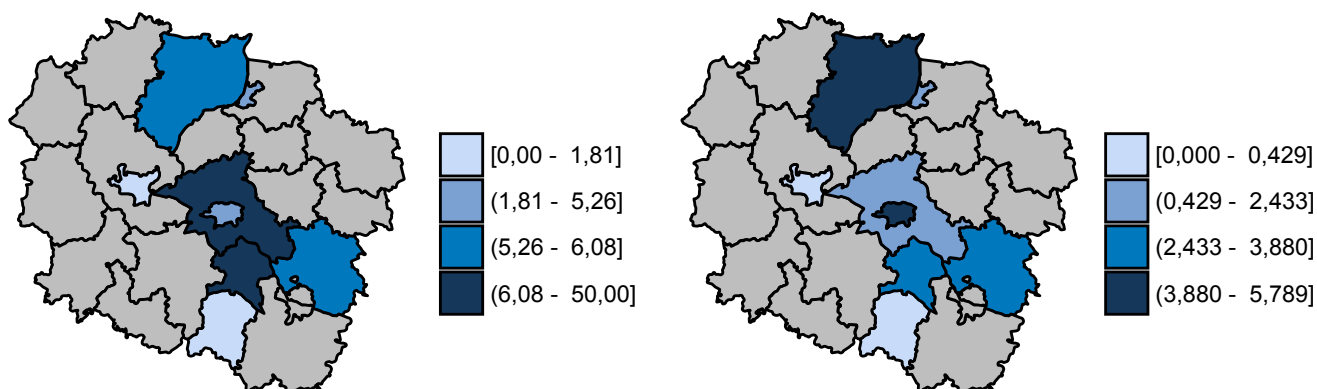 [0,00 - 1,81]
(1,81 - 5,26]
(5,26 - 6,08]
(6,08 - 50,00]
[0,000 - 0,429]
(0,429 - 2,433]
(2,433 - 3,880]
(3,880 - 5,789]